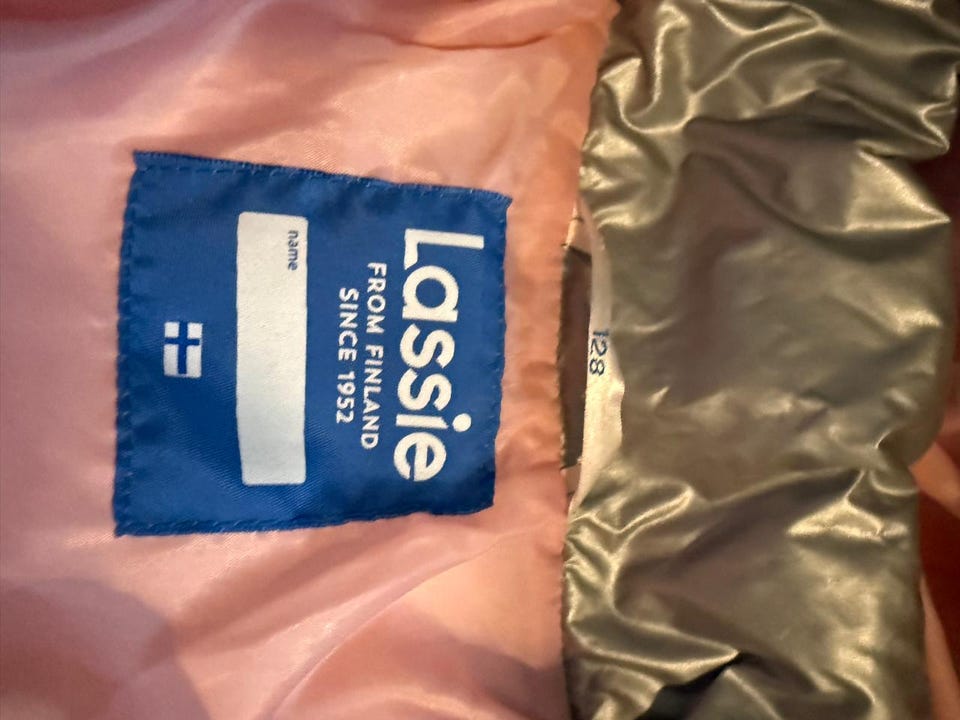 128
Lassie
FROM FINLAND
SINCE 1952
name